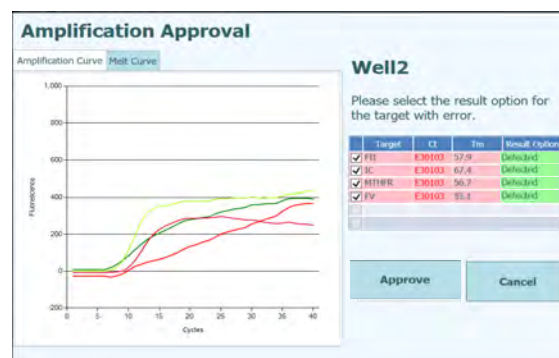 Amplification Approval
Amplification Curve Melt Curve
1,000
800
600
400
200
0
-200
Fluorescence
0 5 10 15 20 25 30 35 40
Cycles
Well2
Please select the result option for
the target with error.
Target Ct Tm Result Option
FII E30103 57.9 Detected
IC E30103 67.4 Detected
MTHFR E30103 56.7 Detected
FV E30103 55.1 Detected
Approve Cancel